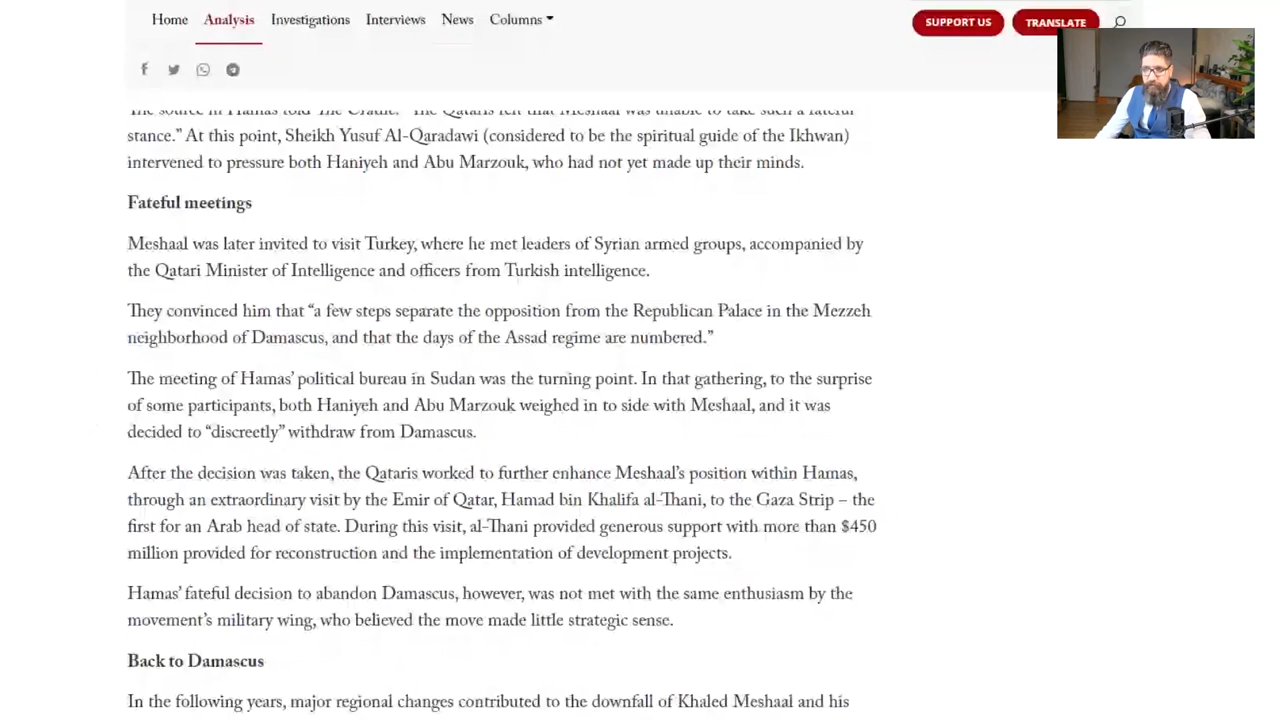 Home Analysis Investigations Interviews News Columns
SUPPORT US TRANSLATE
The source in Hamas told The Cradle: "The Qataris felt that Meshaal was unable to take such a fateful
stance.” At this point, Sheikh Yusuf Al-Qaradawi (considered to be the spiritual guide of the Ikhwan)
intervened to pressure both Haniyeh and Abu Marzouk, who had not yet made up their minds.
Fateful meetings
Meshaal was later invited to visit Turkey, where he met leaders of Syrian armed groups, accompanied by
the Qatari Minister of Intelligence and officers from Turkish intelligence.
They convinced him that “a few steps separate the opposition from the Republican Palace in the Mezzeh
neighborhood of Damascus, and that the days of the Assad regime are numbered.”
The meeting of Hamas’ political bureau in Sudan was the turning point. In that gathering, to the surprise
of some participants, both Haniyeh and Abu Marzouk weighed in to side with Meshaal, and it was
decided to “discreetly” withdraw from Damascus.
After the decision was taken, the Qataris worked to further enhance Meshaal’s position within Hamas,
through an extraordinary visit by the Emir of Qatar, Hamad bin Khalifa al-Thani, to the Gaza Strip – the
first for an Arab head of state. During this visit, al-Thani provided generous support with more than $450
million provided for reconstruction and the implementation of development projects.
Hamas’ fateful decision to abandon Damascus, however, was not met with the same enthusiasm by the
movement’s military wing, who believed the move made little strategic sense.
Back to Damascus
In the following years, major regional changes contributed to the downfall of Khaled Meshaal and his